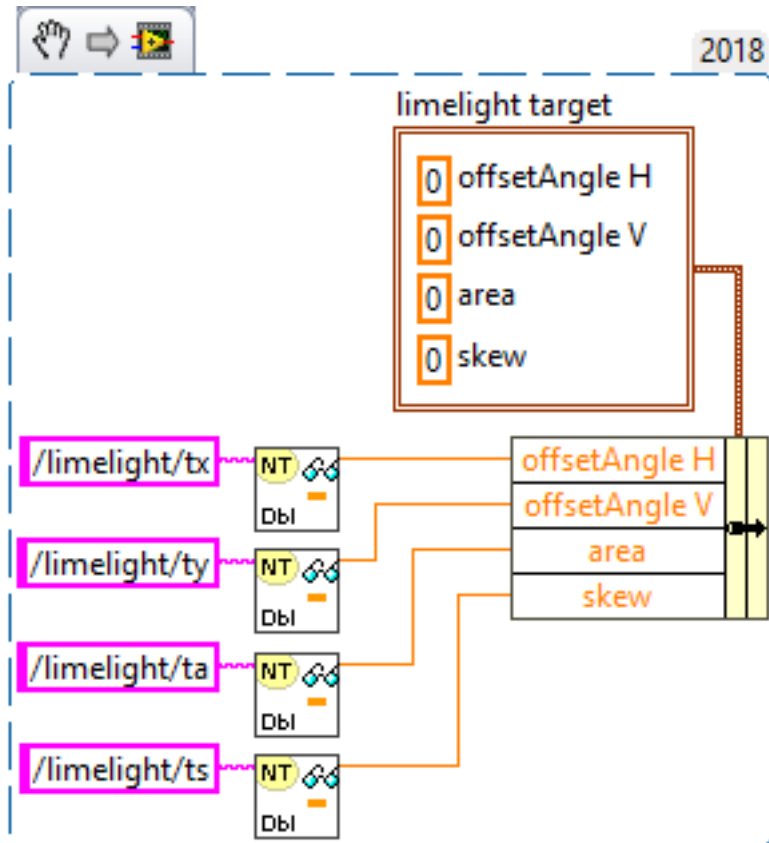 2018
limelight target
0 offsetAngle H
0 offsetAngle V
0 area
0 skew
/limelight/tx NT Dbl offsetAngle H
offsetAngle V
/limelight/ty NT Dbl area
skew
/limelight/ta NT Dbl
/limelight/ts NT Dbl